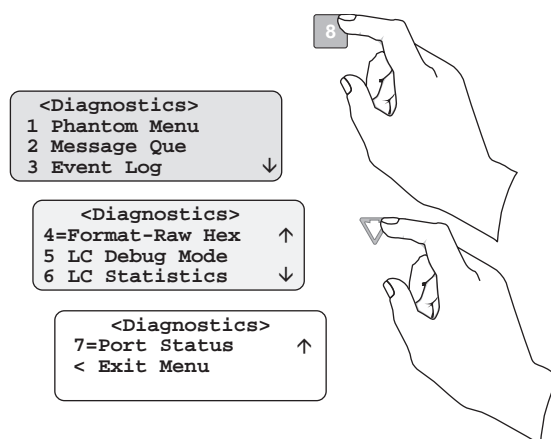 8
<Diagnostics>
1 Phantom Menu
2 Message Que
3 Event Log ↓
<Diagnostics>
4=Format-Raw Hex ↑
5 LC Debug Mode
6 LC Statistics ↓
<Diagnostics>
7=Port Status ↑
< Exit Menu